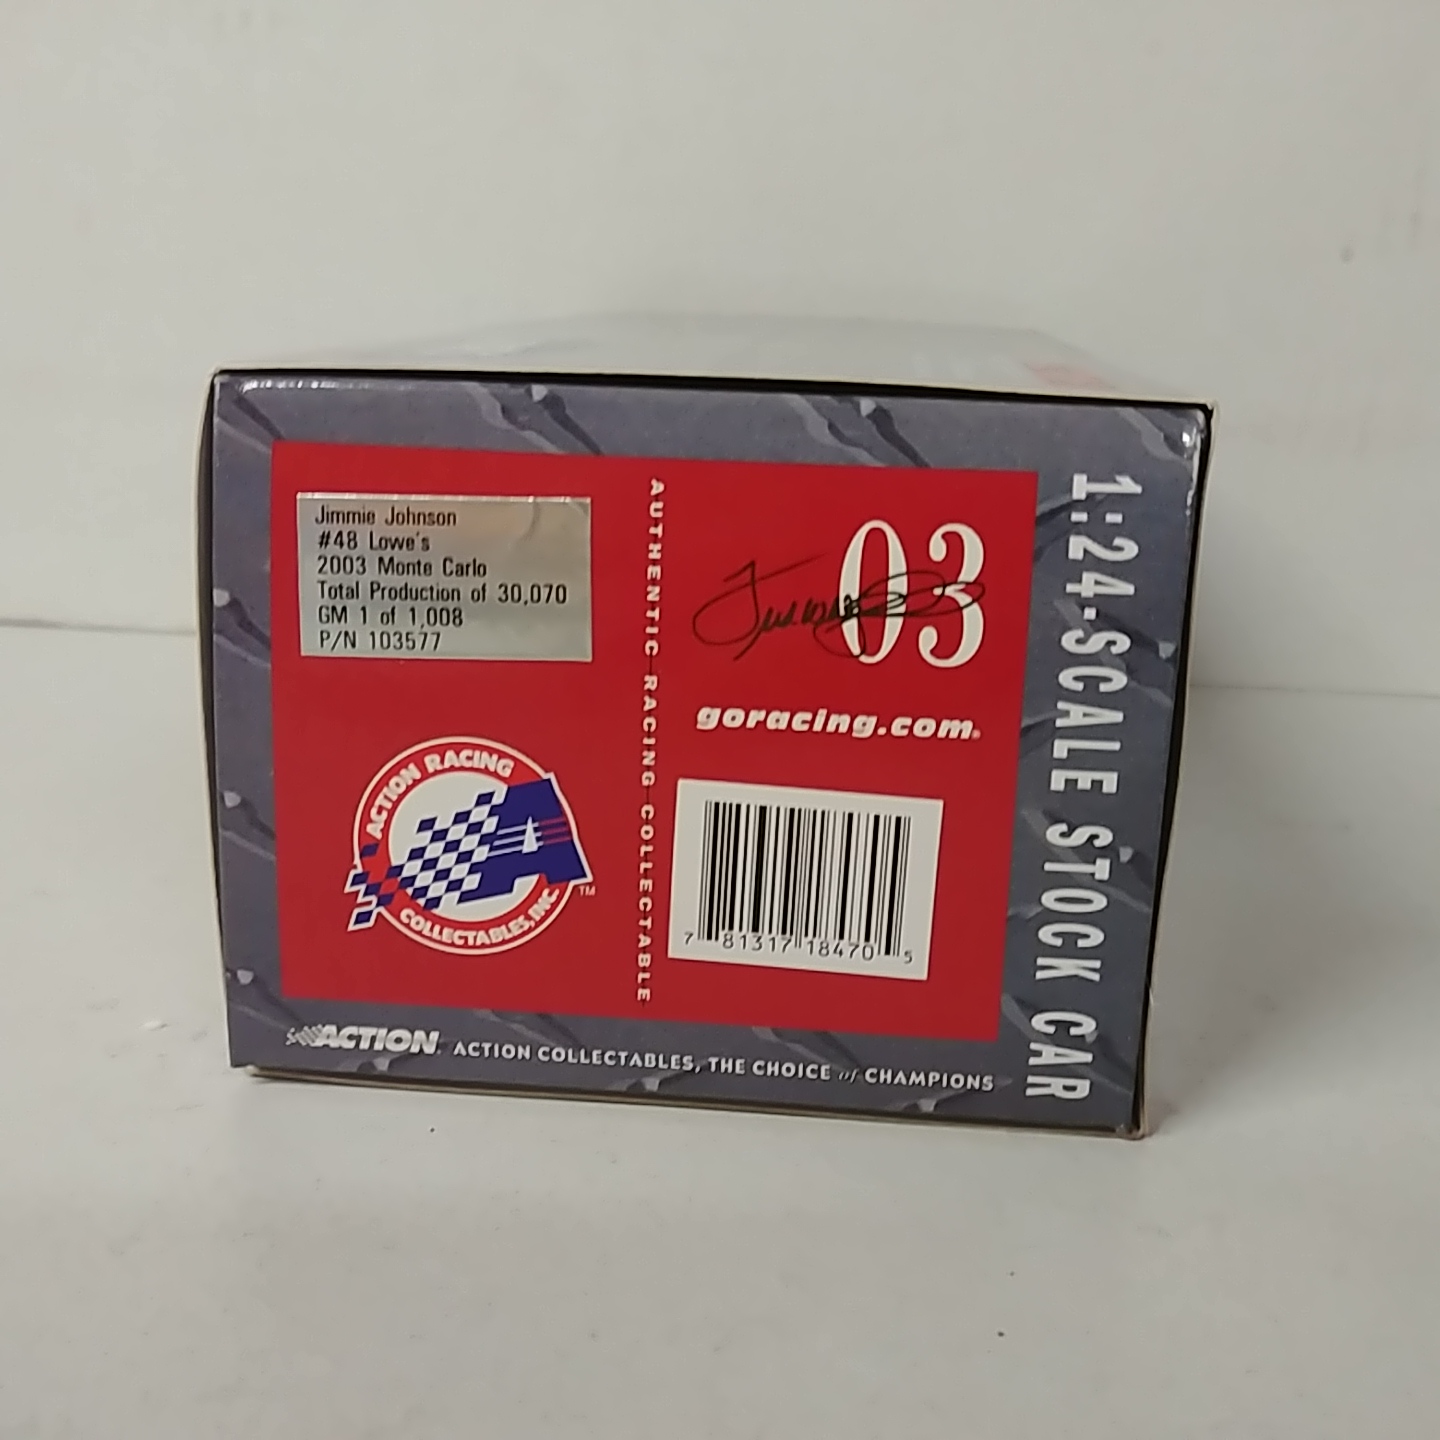 Jimmie Johnson
#48 Lowe's
2003 Monte Carlo
Total Production of 30,070
GM 1 of 1,008
P/N 103577
ACTION RACING
COLLECTABLES, INC.
TM
AUTHENTIC RACING COLLECTABLE
03
goracing.com
7 81317 18470 5
1:24-SCALE STOCK CAR
ACTION
ACTION COLLECTABLES, THE CHOICE of CHAMPIONS